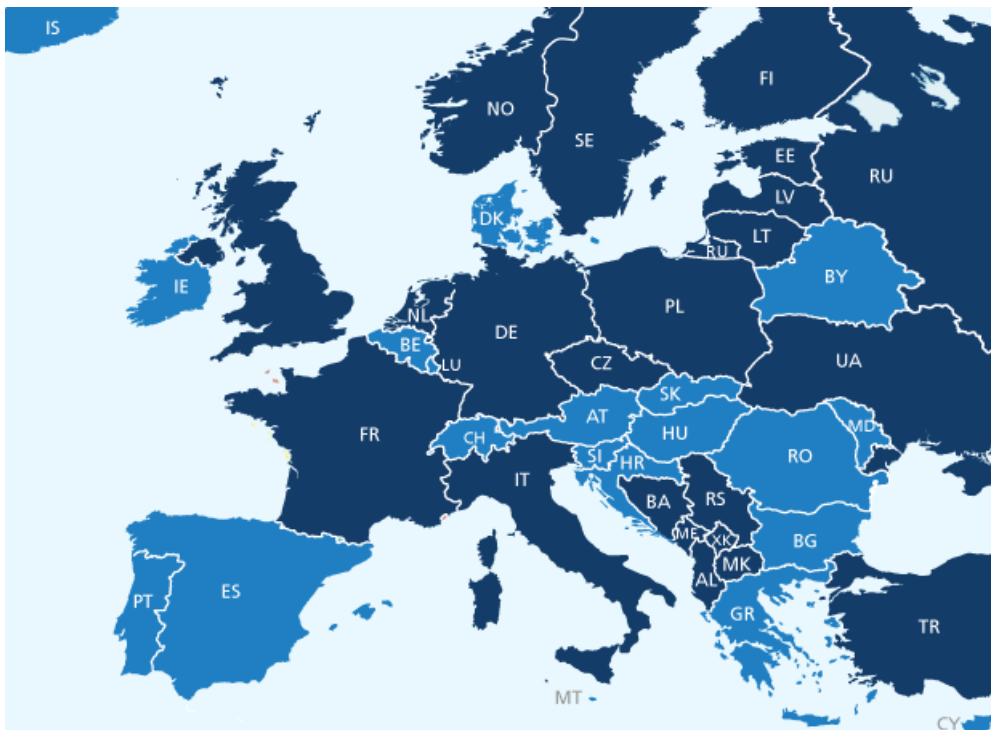 IS
NO
FI
SE
EE
RU
LV
DK
LT
RU
IE
BY
NL
PL
DE
BE
LU
CZ
UA
SK
AT
FR
CH
HU
MD
SI
HR
RO
IT
BA
RS
ME
XK
BG
MK
AL
ES
PT
GR
TR
MT
CY